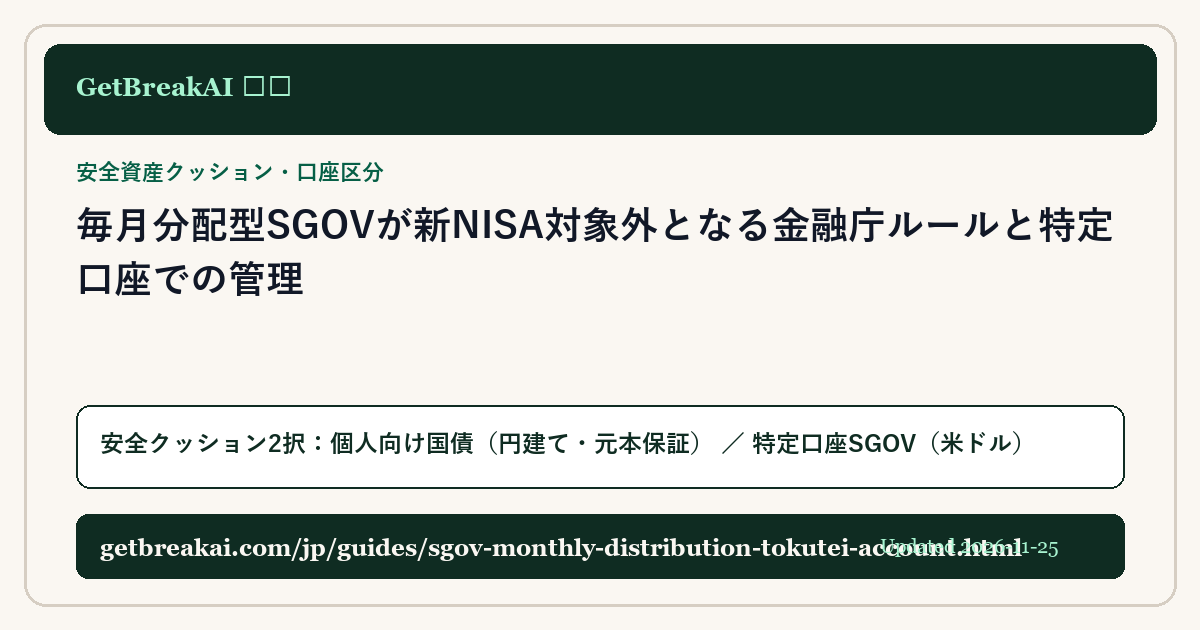 GetBreakAI □□
安全資産クッション・口座区分
毎月分配型SGOVが新NISA対象外となる金融庁ルールと特定
口座での管理
安全クッション2択：個人向け国債（円建て・元本保証） ／ 特定口座SGOV（米ドル）
getbreakai.com/jp/guides/sgov-monthly-distribution-tokutei-account.html
Updated 2026-11-25